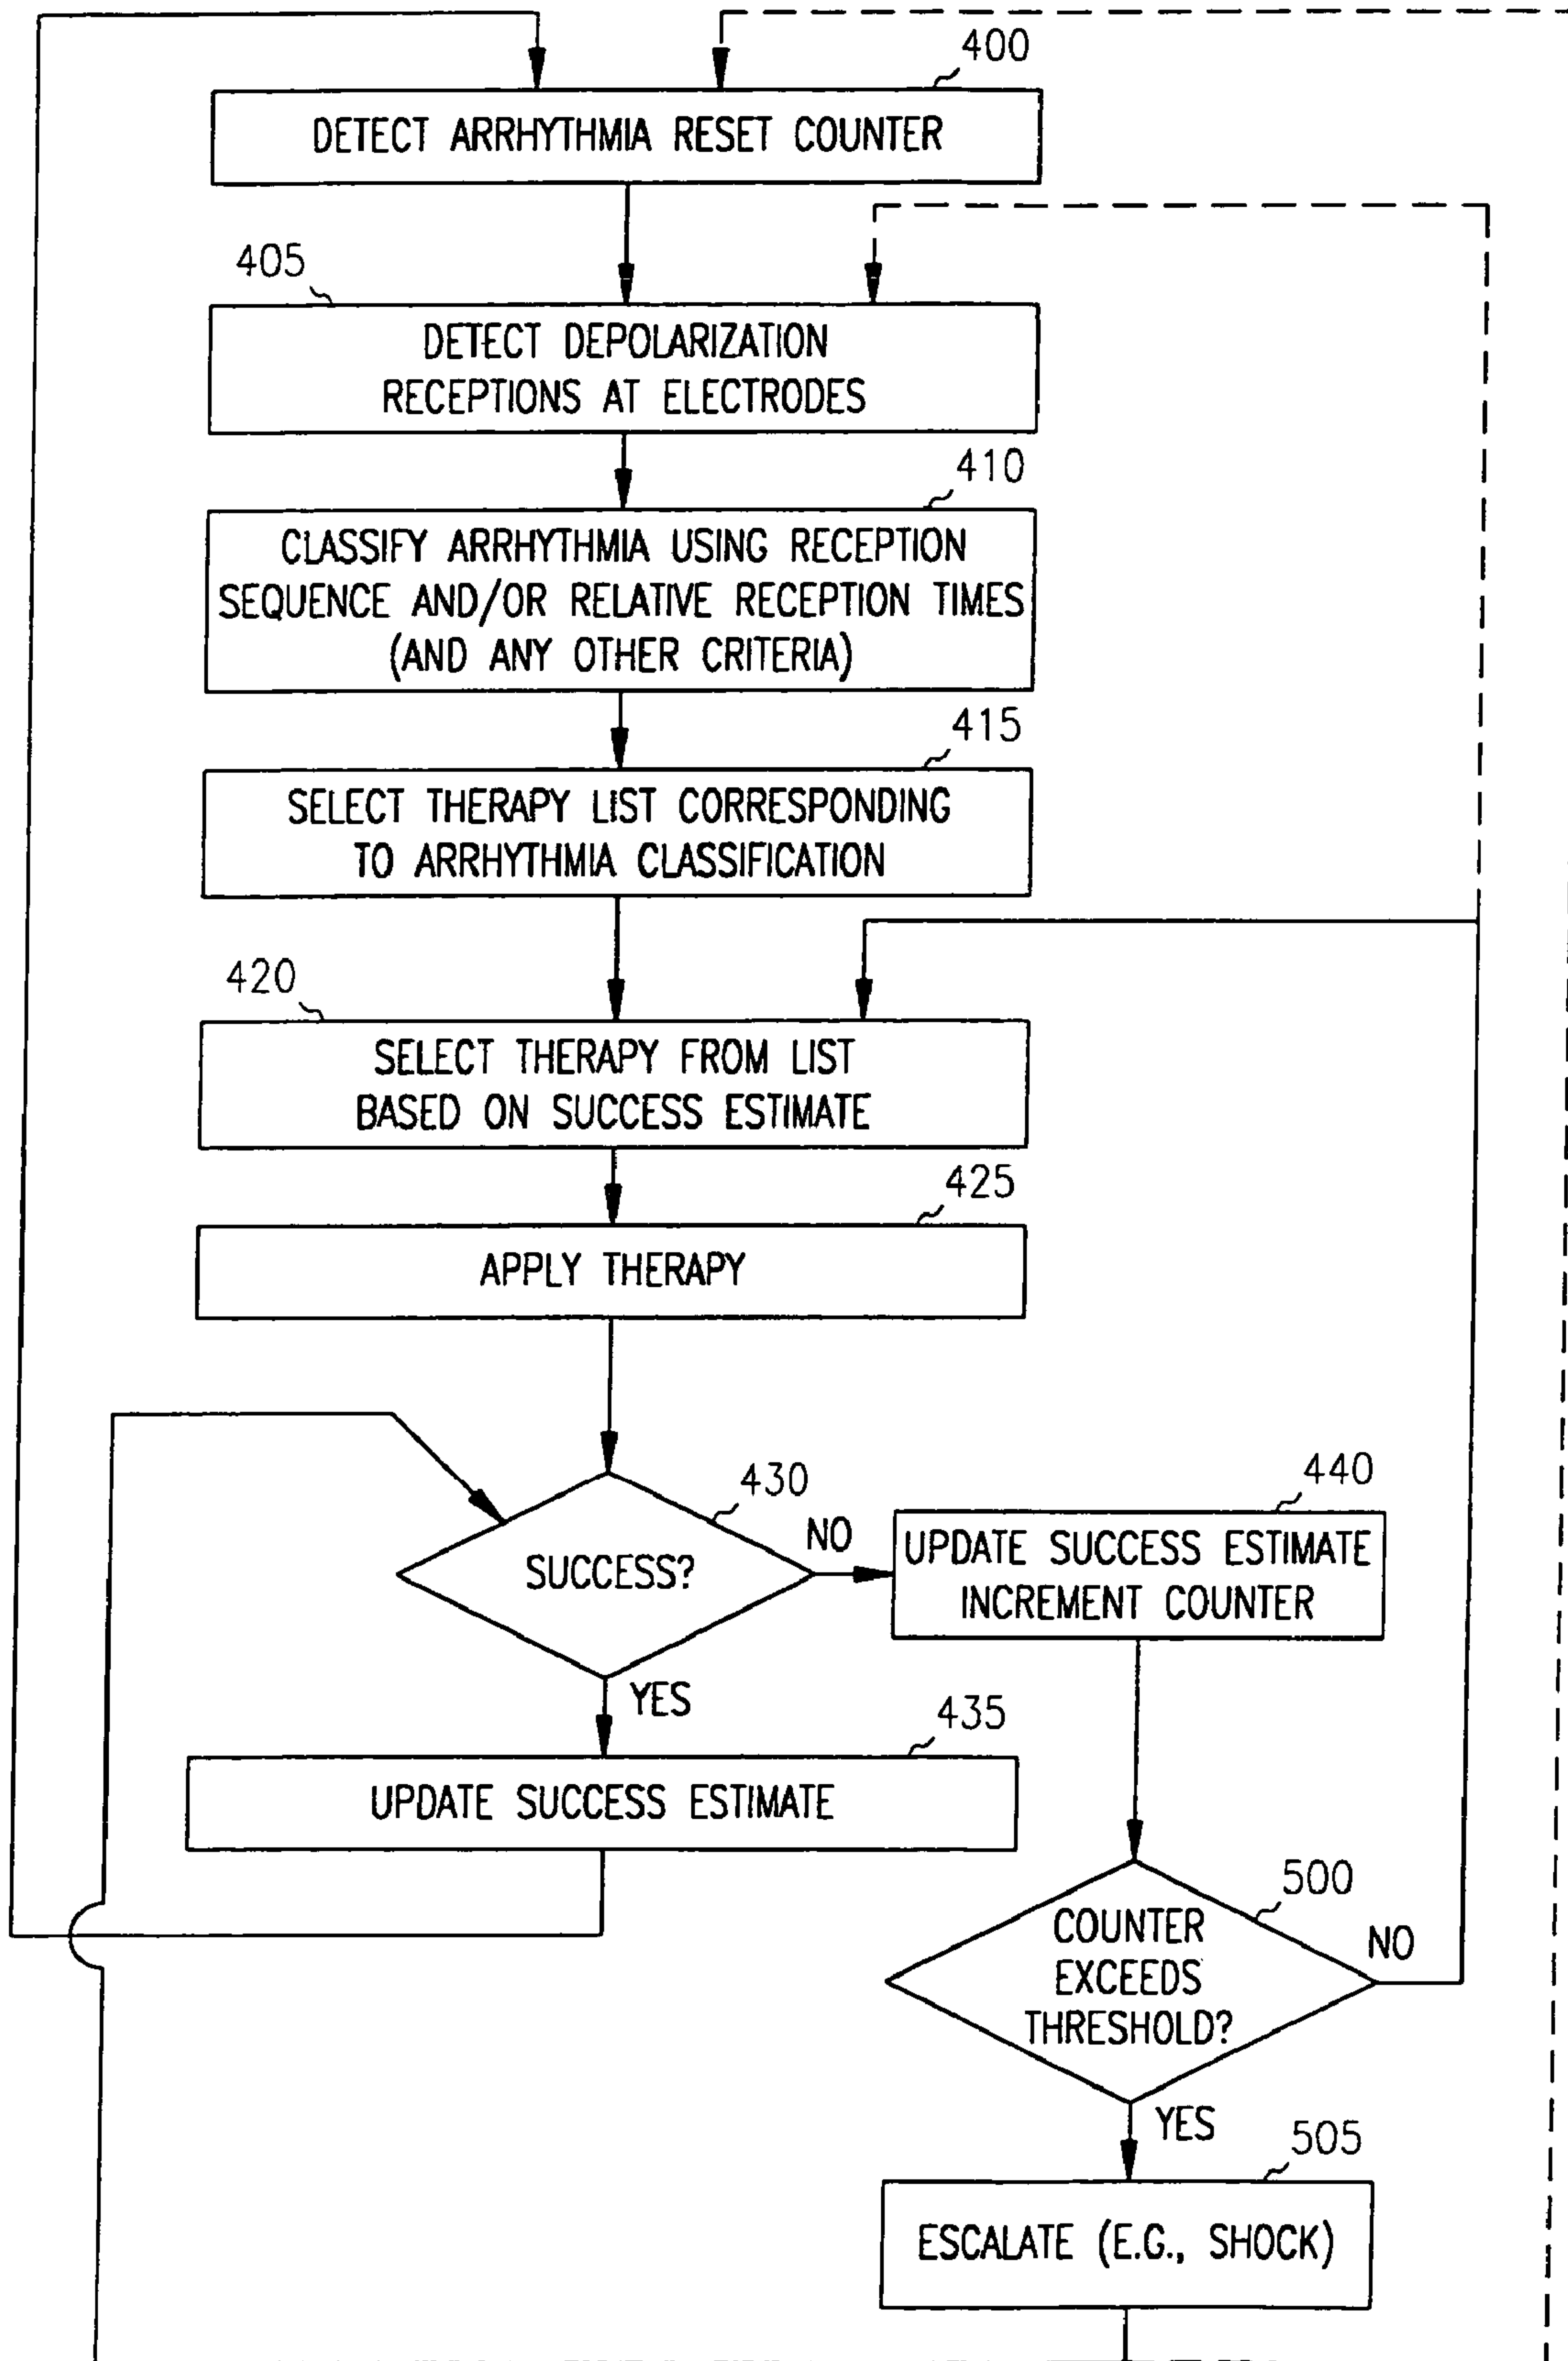 400
DETECT ARRHYTHMIA RESET COUNTER
405
DETECT DEPOLARIZATION
RECEPTIONS AT ELECTRODES
410
CLASSIFY ARRHYTHMIA USING RECEPTION
SEQUENCE AND/OR RELATIVE RECEPTION TIMES
(AND ANY OTHER CRITERIA)
415
SELECT THERAPY LIST CORRESPONDING
TO ARRHYTHMIA CLASSIFICATION
420
SELECT THERAPY FROM LIST
BASED ON SUCCESS ESTIMATE
425
APPLY THERAPY
430
SUCCESS?
NO
440
UPDATE SUCCESS ESTIMATE
INCREMENT COUNTER
YES
435
UPDATE SUCCESS ESTIMATE
500
COUNTER
EXCEEDS
THRESHOLD?
NO
YES
505
ESCALATE (E.G., SHOCK)